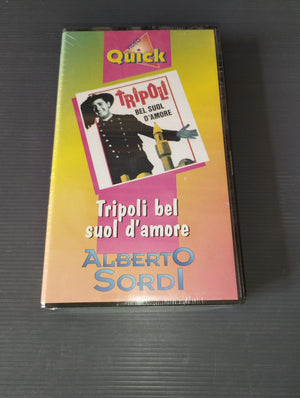 Quick
TRIPOLI
BEL SUOL
D'AMORE
Tripoli bel
suol d'amore
ALBERTO
SORDI